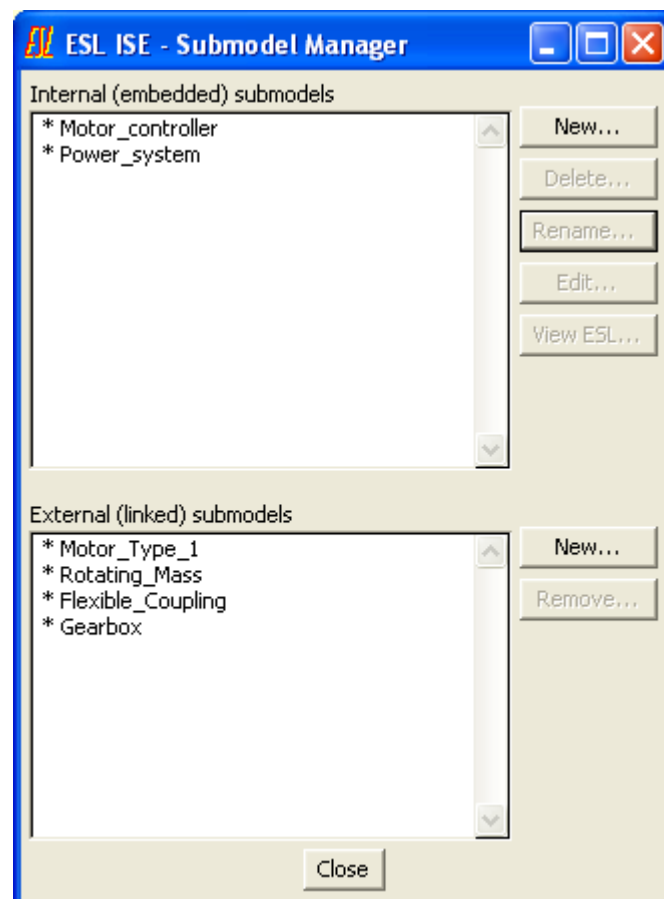 ESL ISE - Submodel Manager
Internal (embedded) submodels
* Motor_controller
* Power_system
New...
Delete...
Rename...
Edit...
View ESL...
External (linked) submodels
* Motor_Type_1
* Rotating_Mass
* Flexible_Coupling
* Gearbox
New...
Remove...
Close